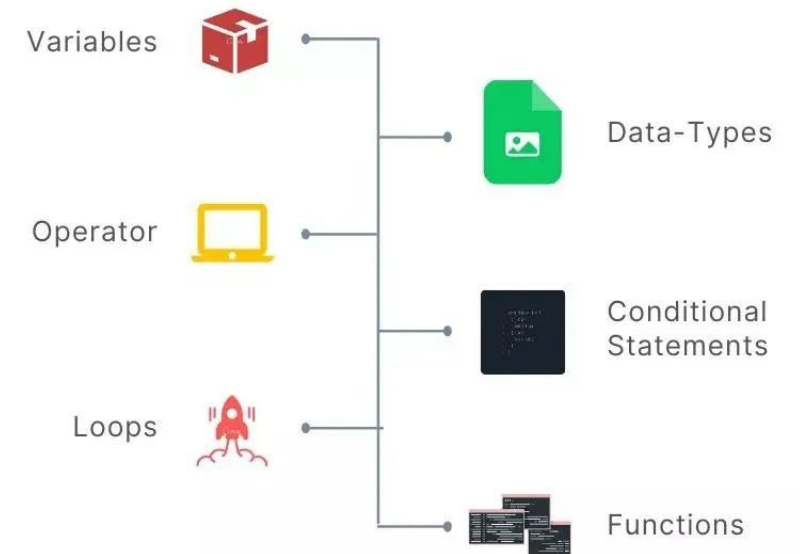 Variables
Data-Types
Operator
Conditional
Statements
Loops
Functions